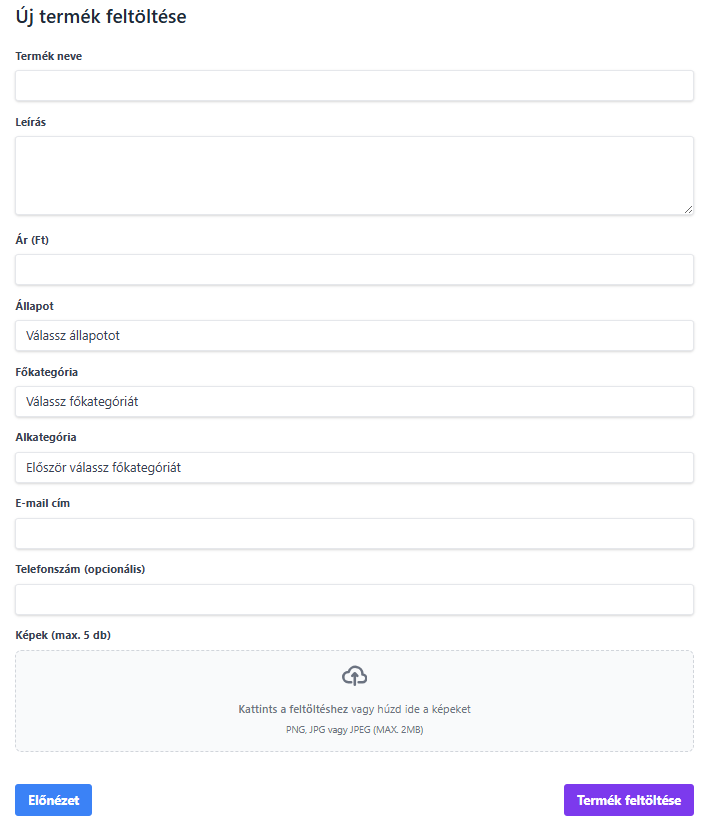 Új termék feltöltése
Termék neve
Leírás
Ár (Ft)
Állapot
Válassz állapotot
Főkategória
Válassz főkategóriát
Alkategória
Először válassz főkategóriát
E-mail cím
Telefonszám (opcionális)
Képek (max. 5 db)
Kattints a feltöltéshez vagy húzd ide a képeket
PNG, JPG vagy JPEG (MAX. 2MB)
Előnézet
Termék feltöltése